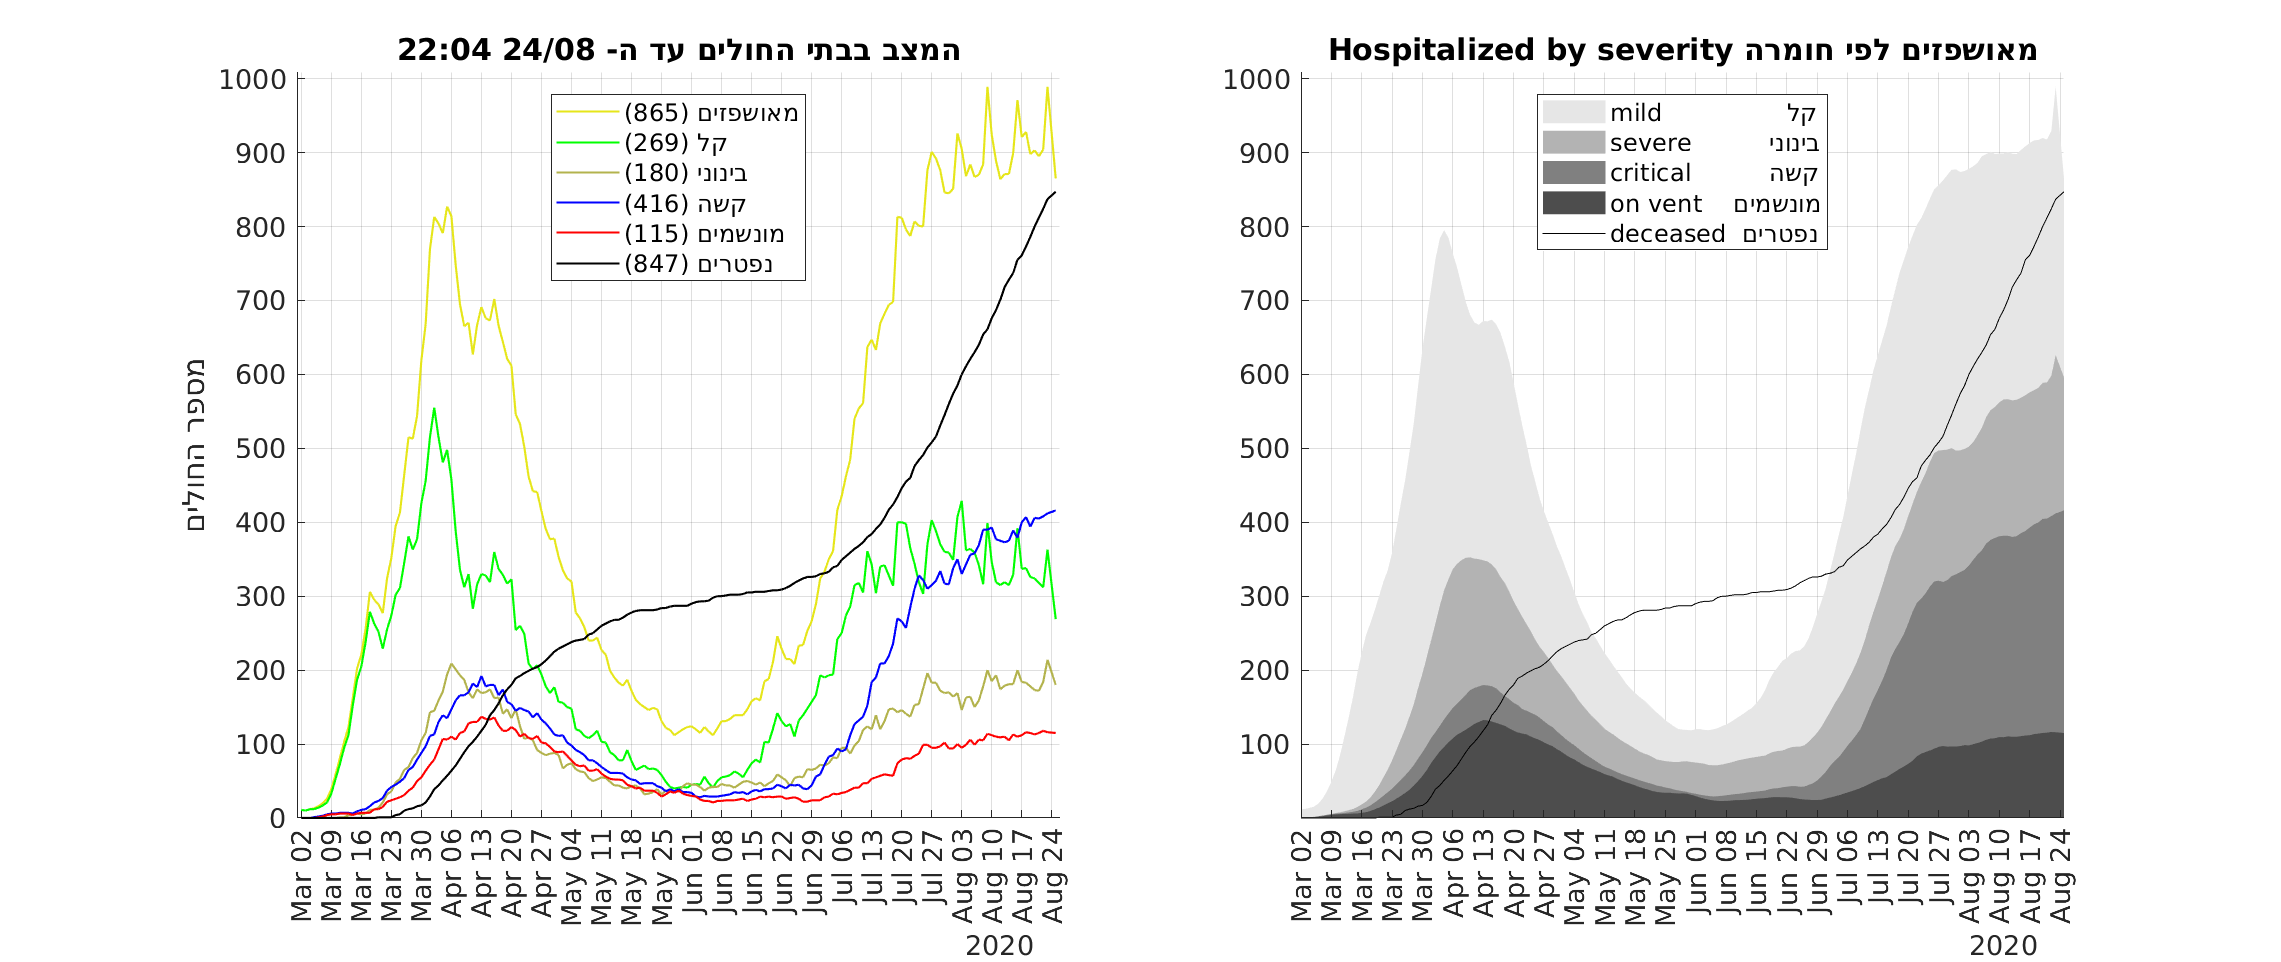 המצב בבתי החולים עד ה- 24/08 22:04
מספר החולים
1000
900
800
700
600
500
400
300
200
100
0
מאושפזים (865)
קל (269)
בינוני (180)
קשה (416)
מונשמים (115)
נפטרים (847)
Mar 02
Mar 09
Mar 16
Mar 23
Mar 30
Apr 06
Apr 13
Apr 20
Apr 27
May 04
May 11
May 18
May 25
Jun 01
Jun 08
Jun 15
Jun 22
Jun 29
Jul 06
Jul 13
Jul 20
Jul 27
Aug 03
Aug 10
Aug 17
Aug 24
2020
Hospitalized by severity מאושפזים לפי חומרה
1000
900
800
700
600
500
400
300
200
100
mild קל
severe בינוני
critical קשה
on vent מונשמים
deceased נפטרים
Mar 02
Mar 09
Mar 16
Mar 23
Mar 30
Apr 06
Apr 13
Apr 20
Apr 27
May 04
May 11
May 18
May 25
Jun 01
Jun 08
Jun 15
Jun 22
Jun 29
Jul 06
Jul 13
Jul 20
Jul 27
Aug 03
Aug 10
Aug 17
Aug 24
2020